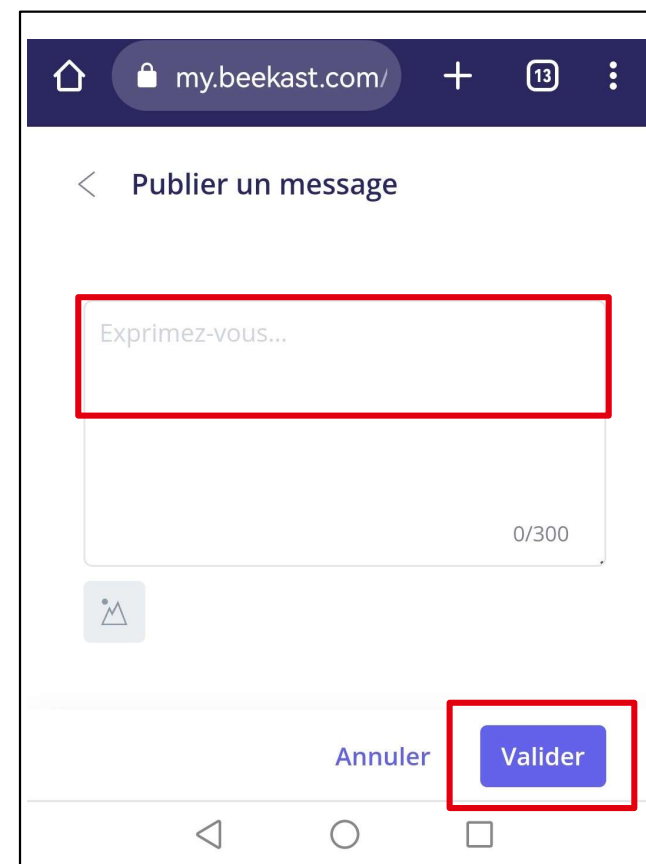 my.beekast.com/
13
Publier un message
Exprimez-vous...
0/300
Annuler
Valider